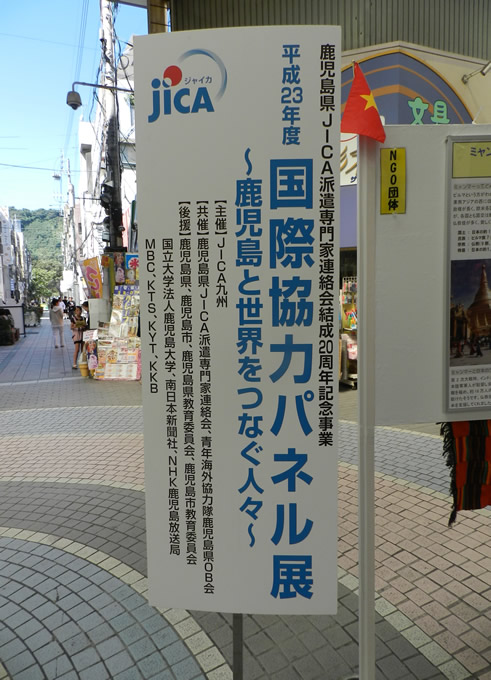 ジャイカ
JICA
鹿児島県JICA派遣専門家連絡会結成20周年記念事業
平成23年度
国際協力パネル展
～鹿児島と世界をつなぐ人々～
【主催】JICA九州
【共催】鹿児島県JICA派遣専門家連絡会、青年海外協力隊鹿児島県OB会
【後援】鹿児島県、鹿児島市、鹿児島県教育委員会、鹿児島市教育委員会
国立大学法人鹿児島大学、南日本新聞社、NHK鹿児島放送局
MBC、KTS、KYT、KKB
文具
NGO団体
ミャン